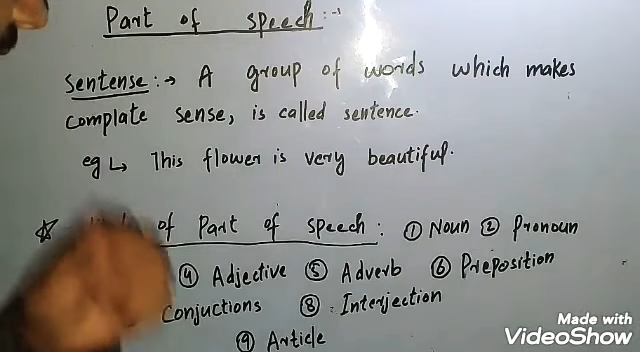 Part of speech :-
Sentense :→ A group of words which makes
complate sense, is called sentence.
eg ↳ This flower is very beautiful.
☆ of Part of speech : ① Noun ② Pronoun
④ Adjective ⑤ Adverb ⑥ Preposition
Conjuctions ⑧ Interjection
⑨ Article
Made with
VideoShow